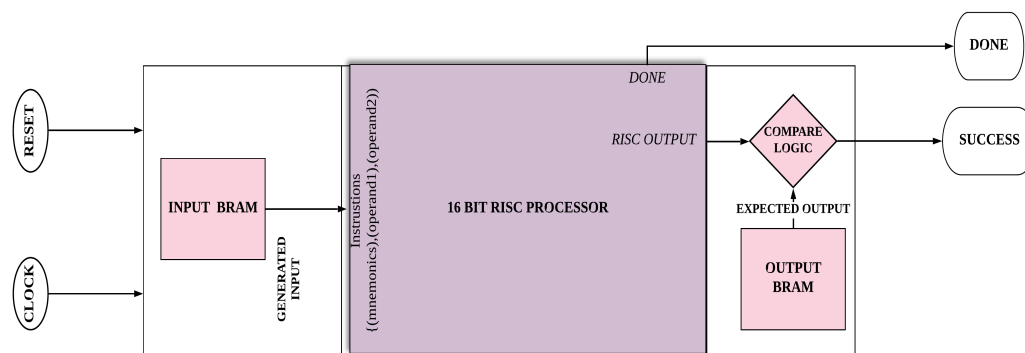 DONE
DONE
RESET
RISC OUTPUT
COMPARE
LOGIC
SUCCESS
INPUT BRAM
Instrustions
{(mnemonics),(operand1),(operand2))
16 BIT RISC PROCESSOR
EXPECTED OUTPUT
GENERATED
INPUT
CLOCK
OUTPUT
BRAM